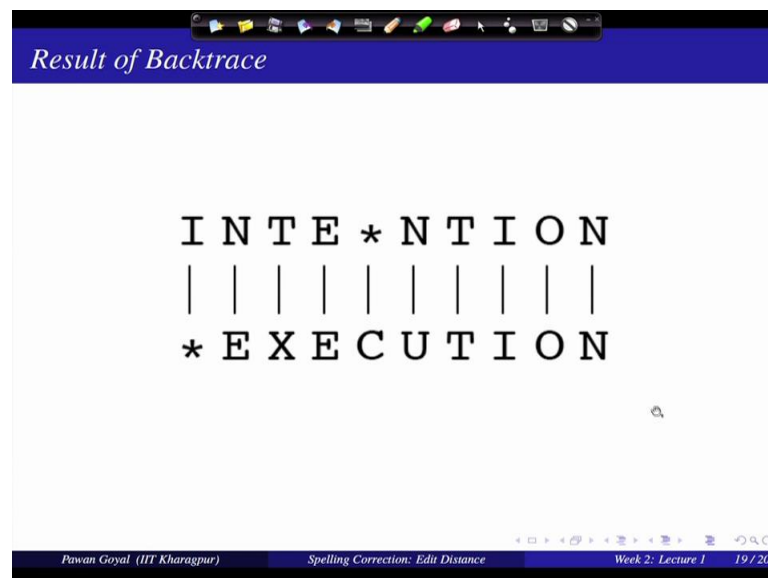 Result of Backtrace
I N T E * N T I O N
* E X E C U T I O N
Pawan Goyal (IIT Kharagpur) Spelling Correction: Edit Distance Week 2: Lecture 1 19 / 20